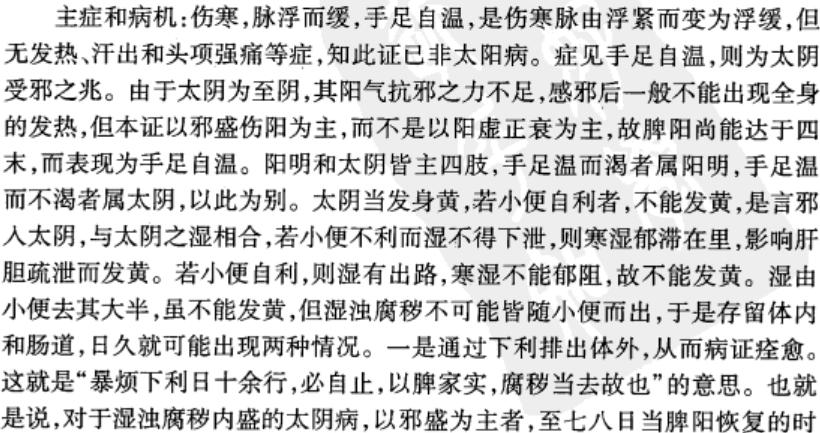 主症和病机:伤寒,脉浮而缓,手足自温,是伤寒脉由浮紧而变为浮缓,但
无发热、汗出和头项强痛等症,知此证已非太阳病。症见手足自温,则为太阴
受邪之兆。由于太阴为至阴,其阳气抗邪之力不足,感邪后一般不能出现全身
的发热,但本证以邪盛伤阳为主,而不是以阳虚正衰为主,故脾阳尚能达于四
末,而表现为手足自温。阳明和太阴皆主四肢,手足温而渴者属阳明,手足温
而不渴者属太阴,以此为别。太阴当发身黄,若小便自利者,不能发黄,是言邪
入太阴,与太阴之湿相合,若小便不利而湿不得下泄,则寒湿郁滞在里,影响肝
胆疏泄而发黄。若小便自利,则湿有出路,寒湿不能郁阻,故不能发黄。湿由
小便去其大半,虽不能发黄,但湿浊腐秽不可能皆随小便而出,于是存留体内
和肠道,日久就可能出现两种情况。一是通过下利排出体外,从而病证痊愈。
这就是“暴烦下利日十余行,必自止,以脾家实,腐秽当去故也”的意思。也就
是说,对于湿浊腐秽内盛的太阴病,以邪盛为主者,至七八日当脾阳恢复的时